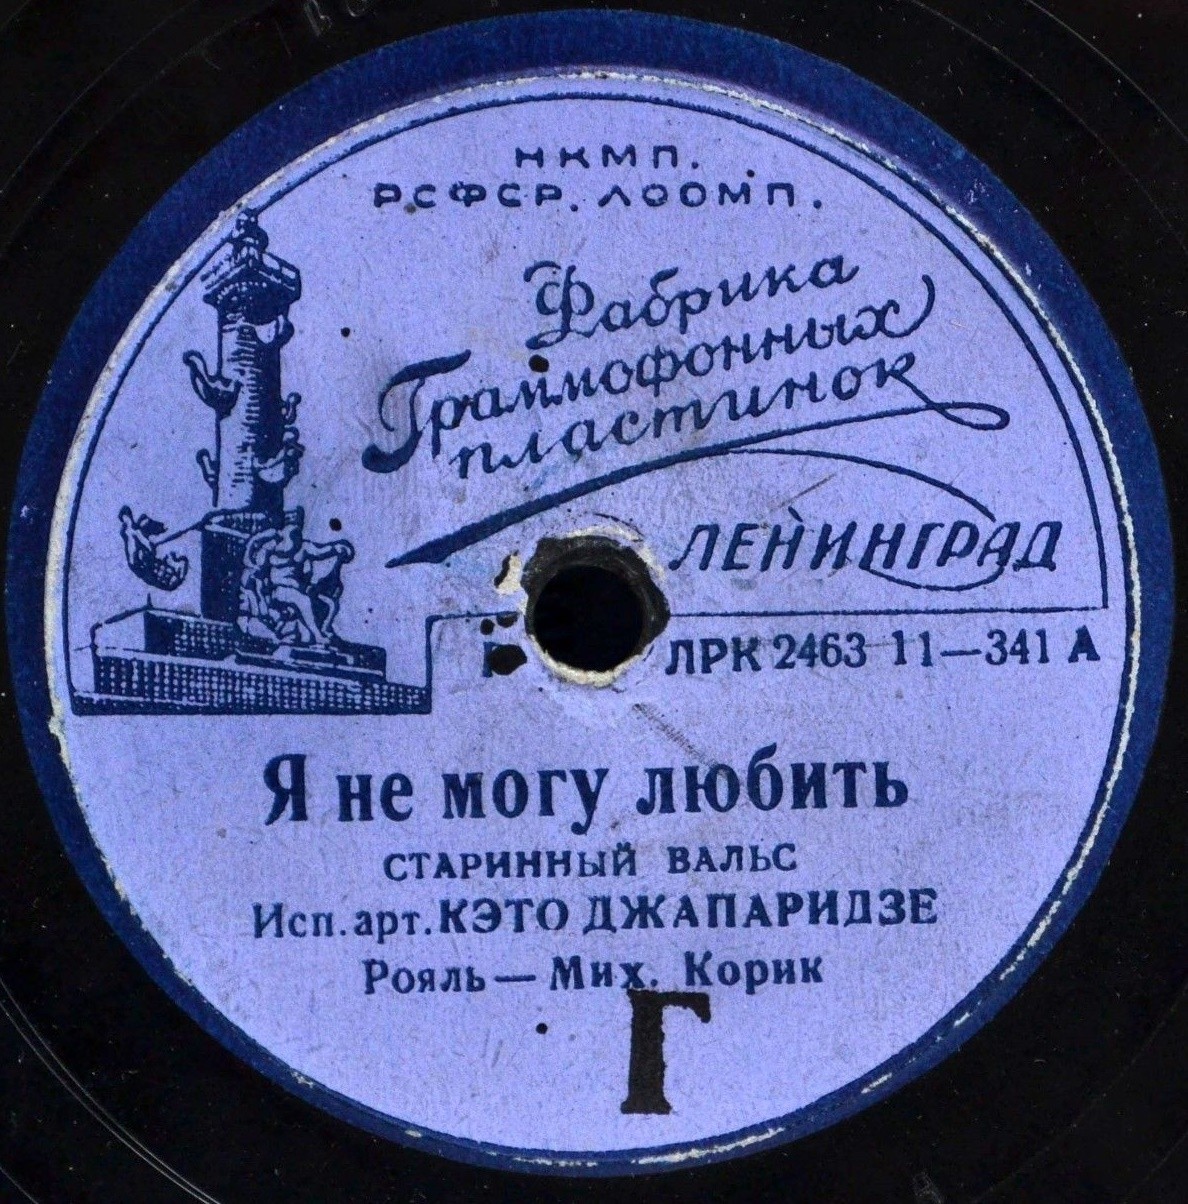 НКМП.
РСФСР. ЛООМП.
Фабрика
Граммофонных
пластинок
ЛЕНИНГРАД
ЛРК 2463 11—341 А
Я не могу любить
СТАРИННЫЙ ВАЛЬС
Исп. арт. КЭТО ДЖАПАРИДЗЕ
Рояль — Мих. Корик
Г